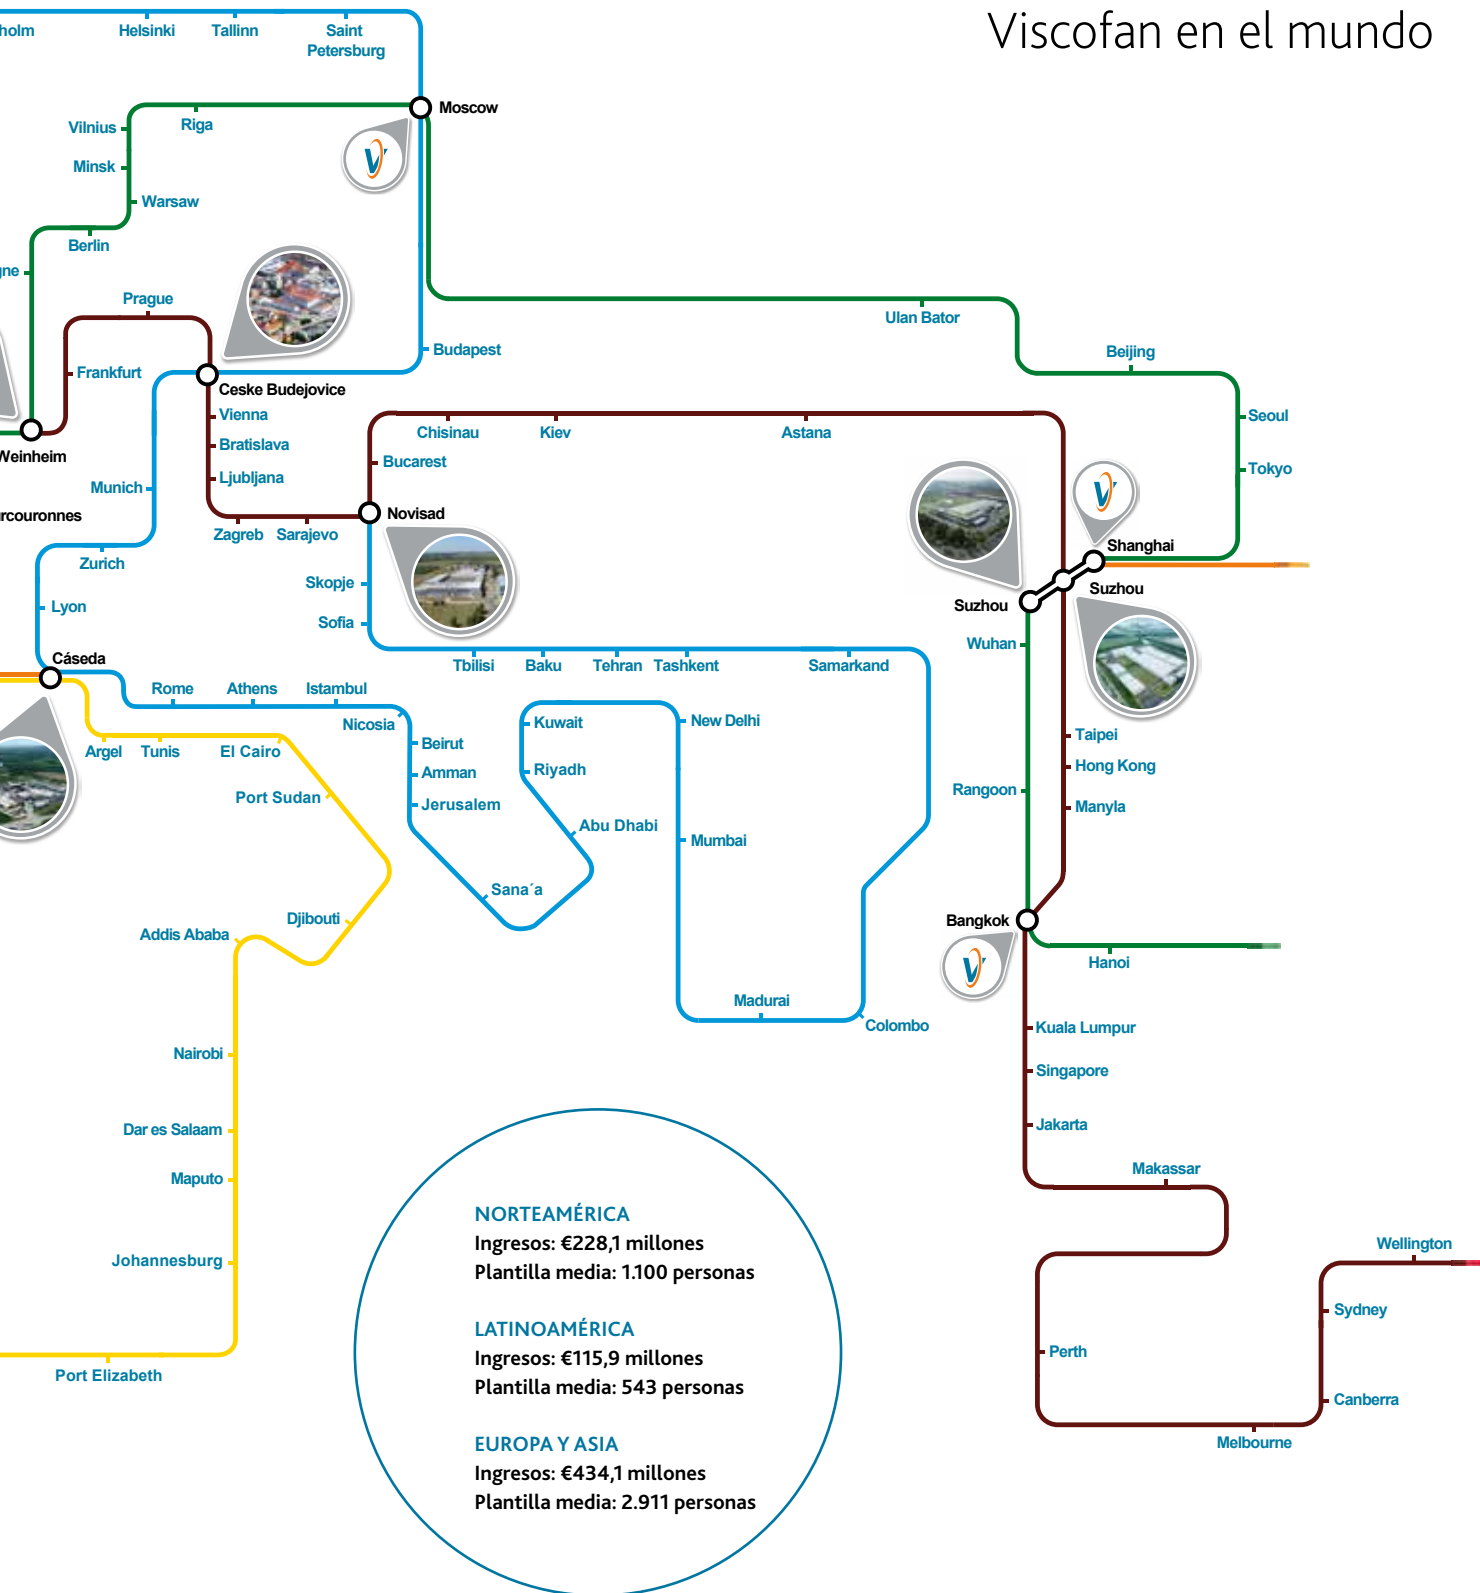 Viscofan en el mundo
holm
Helsinki
Tallinn
Saint
Petersburg
Moscow
Riga
Vilnius
Minsk
Warsaw
Berlin
gne
Prague
Frankfurt
Budapest
Ceske Budejovice
Vienna
Bratislava
Ljubljana
Weinheim
Munich
rcouronnes
Zagreb
Sarajevo
Novisad
Bucarest
Chisinau
Kiev
Astana
Ulan Bator
Beijing
Seoul
Tokyo
Shanghai
Suzhou
Suzhou
Zurich
Lyon
Skopje
Sofia
Cáseda
Tbilisi
Baku
Tehran
Tashkent
Samarkand
Wuhan
Rome
Athens
Istambul
Nicosia
Argel
Tunis
El Cairo
Beirut
Amman
Jerusalem
Kuwait
Riyadh
New Delhi
Taipei
Hong Kong
Manyla
Rangoon
Port Sudan
Abu Dhabi
Mumbai
Sana´a
Djibouti
Addis Ababa
Bangkok
Hanoi
Madurai
Colombo
Kuala Lumpur
Singapore
Jakarta
Nairobi
Dar es Salaam
Maputo
Johannesburg
Port Elizabeth
Makassar
Wellington
Sydney
Perth
Canberra
Melbourne
NORTEAMÉRICA
Ingresos: €228,1 millones
Plantilla media: 1.100 personas
LATINOAMÉRICA
Ingresos: €115,9 millones
Plantilla media: 543 personas
EUROPA Y ASIA
Ingresos: €434,1 millones
Plantilla media: 2.911 personas